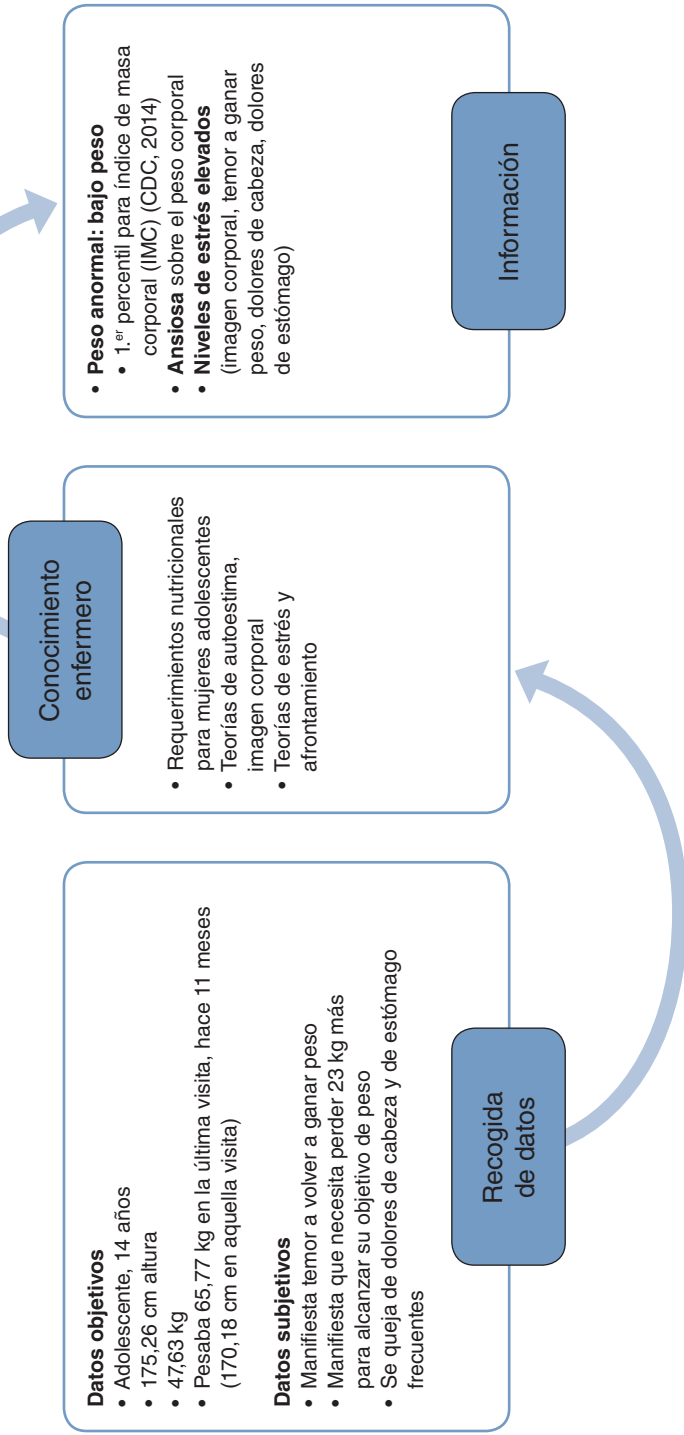 Datos objetivos
• Adolescente, 14 años
• 175,26 cm altura
• 47,63 kg
• Pesaba 65,77 kg en la última visita, hace 11 meses
(170,18 cm en aquella visita)
Datos subjetivos
• Manifiesta temor a volver a ganar peso
• Manifiesta que necesita perder 23 kg más
para alcanzar su objetivo de peso
• Se queja de dolores de cabeza y de estómago
frecuentes
Recogida
de datos
Conocimiento
enfermero
• Requerimientos nutricionales
para mujeres adolescentes
• Teorías de autoestima,
imagen corporal
• Teorías de estrés y
afrontamiento
• Peso anormal: bajo peso
• 1.er percentil para índice de masa
corporal (IMC) (CDC, 2014)
• Ansiosa sobre el peso corporal
• Niveles de estrés elevados
(imagen corporal, temor a ganar
peso, dolores de cabeza, dolores
de estómago)
Información